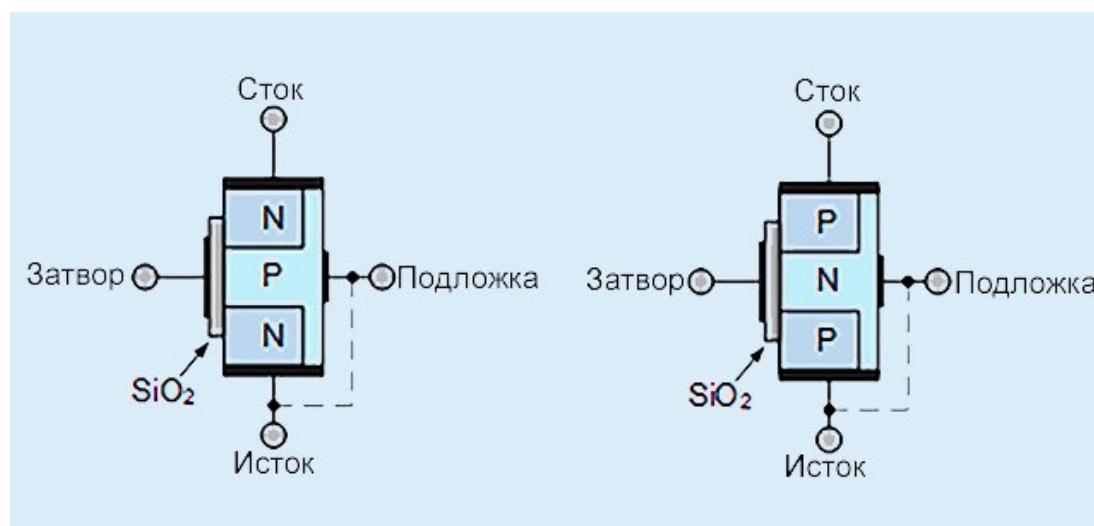 Сток
N
Затвор
P
Подложка
N
SiO₂
Исток
Сток
P
Затвор
N
Подложка
P
SiO₂
Исток